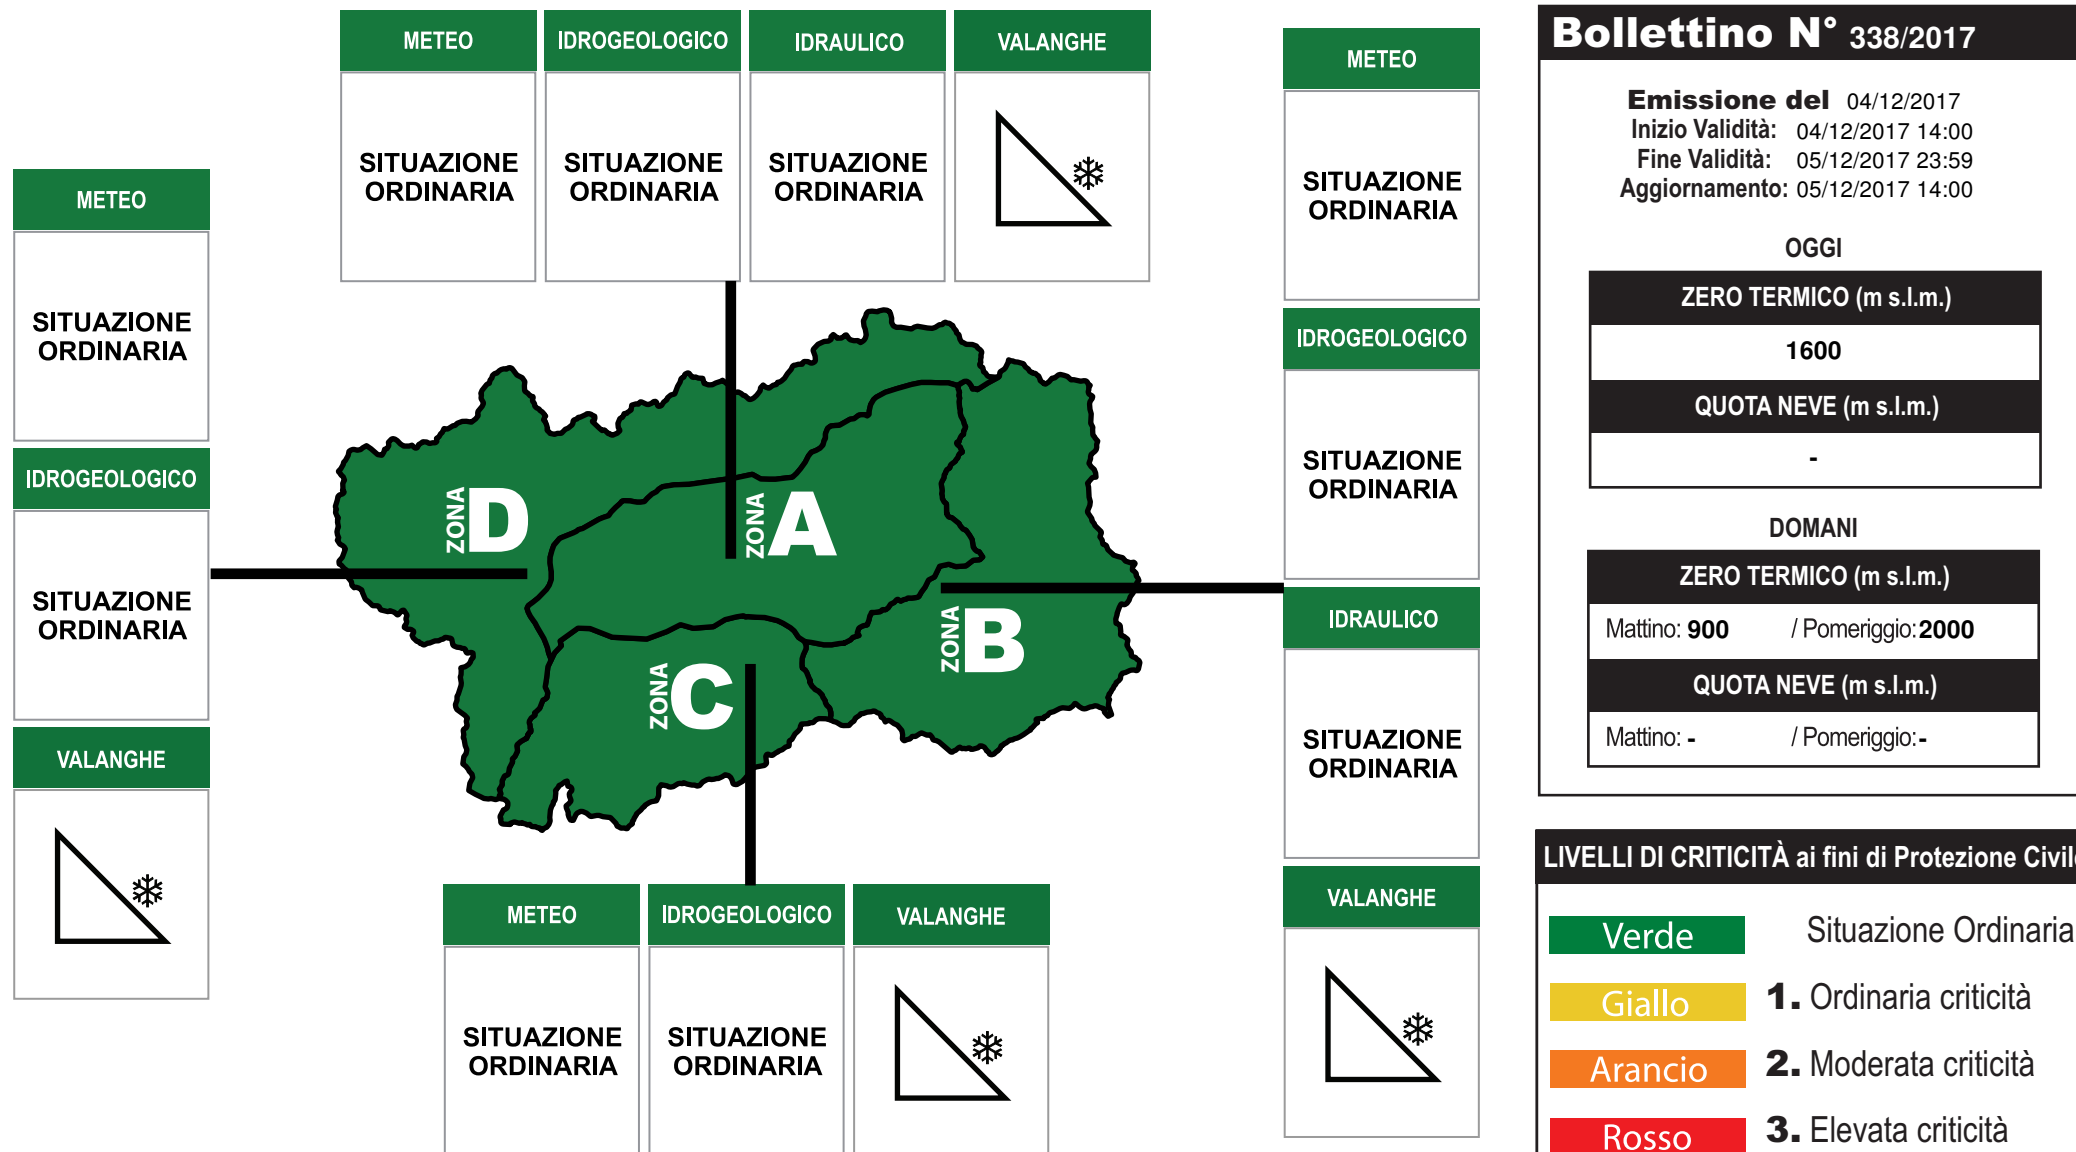 METEO
IDROGEOLOGICO
IDRAULICO
VALANGHE
SITUAZIONE
ORDINARIA
SITUAZIONE
ORDINARIA
SITUAZIONE
ORDINARIA
METEO
SITUAZIONE
ORDINARIA
IDROGEOLOGICO
SITUAZIONE
ORDINARIA
VALANGHE
ZONA D
ZONA A
ZONA B
ZONA C
METEO
SITUAZIONE
ORDINARIA
IDROGEOLOGICO
SITUAZIONE
ORDINARIA
IDRAULICO
SITUAZIONE
ORDINARIA
VALANGHE
METEO
IDROGEOLOGICO
VALANGHE
SITUAZIONE
ORDINARIA
SITUAZIONE
ORDINARIA
Bollettino N° 338/2017
Emissione del 04/12/2017
Inizio Validità: 04/12/2017 14:00
Fine Validità: 05/12/2017 23:59
Aggiornamento: 05/12/2017 14:00
OGGI
ZERO TERMICO (m s.l.m.)
1600
QUOTA NEVE (m s.l.m.)
-
DOMANI
ZERO TERMICO (m s.l.m.)
Mattino: 900 / Pomeriggio: 2000
QUOTA NEVE (m s.l.m.)
Mattino: - / Pomeriggio: -
LIVELLI DI CRITICITÀ ai fini di Protezione Civile
Verde Situazione Ordinaria
Giallo 1. Ordinaria criticità
Arancio 2. Moderata criticità
Rosso 3. Elevata criticità